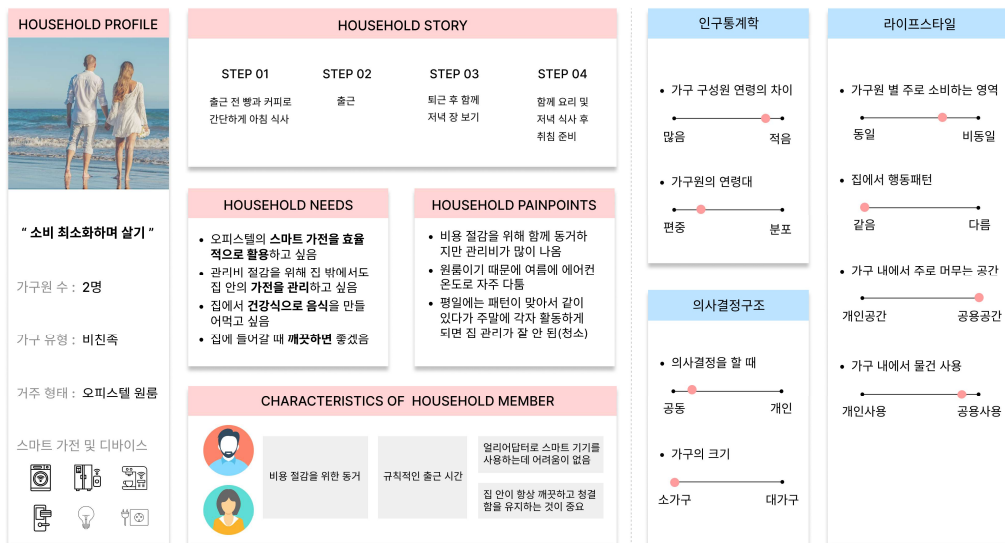 HOUSEHOLD PROFILE
“ 소비 최소화하며 살기 ”
가구원 수 : 2명
가구 유형 : 비친족
거주 형태 : 오피스텔 원룸
스마트 가전 및 디바이스
HOUSEHOLD STORY
STEP 01
출근 전 빵과 커피로
간단하게 아침 식사
STEP 02
출근
STEP 03
퇴근 후 함께
저녁 장 보기
STEP 04
함께 요리 및
저녁 식사 후
취침 준비
HOUSEHOLD NEEDS
• 오피스텔의 스마트 가전을 효율
적으로 활용하고 싶음
• 관리비 절감을 위해 집 밖에서도
집 안의 가전을 관리하고 싶음
• 집에서 건강식으로 음식을 만들
어먹고 싶음
• 집에 들어갈 때 깨끗하면 좋겠음
HOUSEHOLD PAINPOINTS
• 비용 절감을 위해 함께 동거하
지만 관리비가 많이 나옴
• 원룸이기 때문에 여름에 에어컨
온도로 자주 다툼
• 평일에는 패턴이 맞아서 같이
있다가 주말에 각자 활동하게
되면 집 관리가 잘 안 됨(청소)
CHARACTERISTICS OF HOUSEHOLD MEMBER
비용 절감을 위한 동거
규칙적인 출근 시간
얼리어답터로 스마트 기기를
사용하는데 어려움이 없음
집 안이 항상 깨끗하고 청결
함을 유지하는 것이 중요
인구통계학
• 가구 구성원 연령의 차이
많음
적음
• 가구원의 연령대
편중
분포
의사결정구조
• 의사결정을 할 때
공동
개인
• 가구의 크기
소가구
대가구
라이프스타일
• 가구원 별 주로 소비하는 영역
동일
비동일
• 집에서 행동패턴
같음
다름
• 가구 내에서 주로 머무는 공간
개인공간
공용공간
• 가구 내에서 물건 사용
개인사용
공용사용